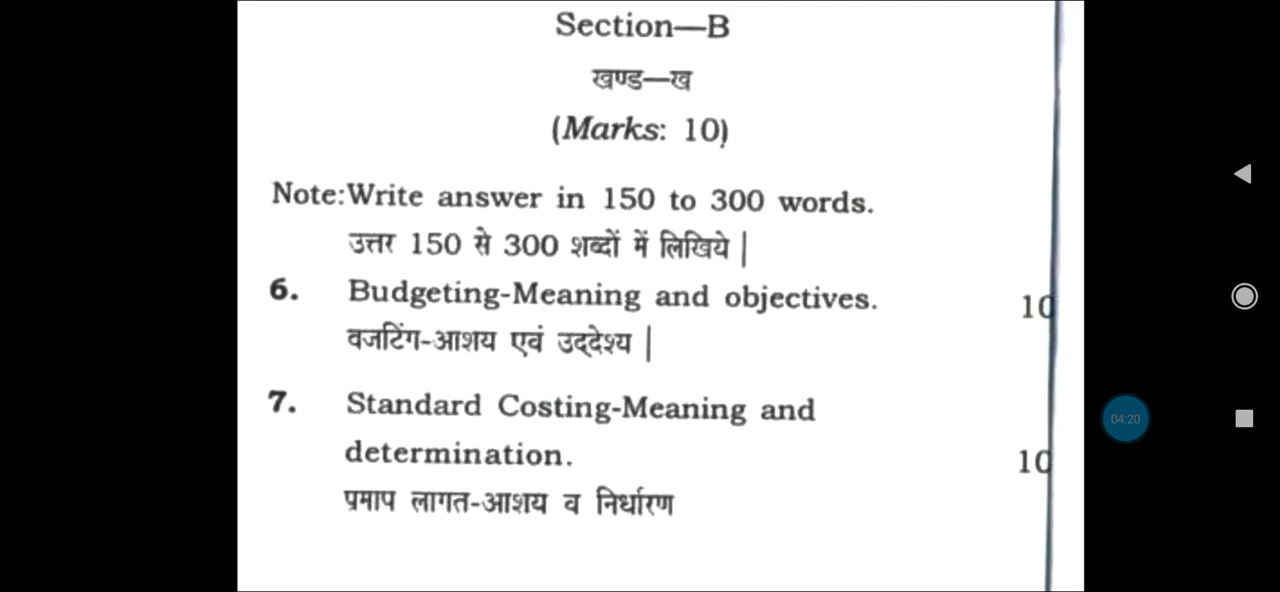 Section—B
खण्ड—ख
(Marks: 10)
Note:Write answer in 150 to 300 words.
उत्तर 150 से 300 शब्दों में लिखिये |
6. Budgeting-Meaning and objectives. 10
वजटिंग-आशय एवं उद्देश्य |
7. Standard Costing-Meaning and
determination. 10
प्रमाप लागत-आशय व निर्धारण
04:20